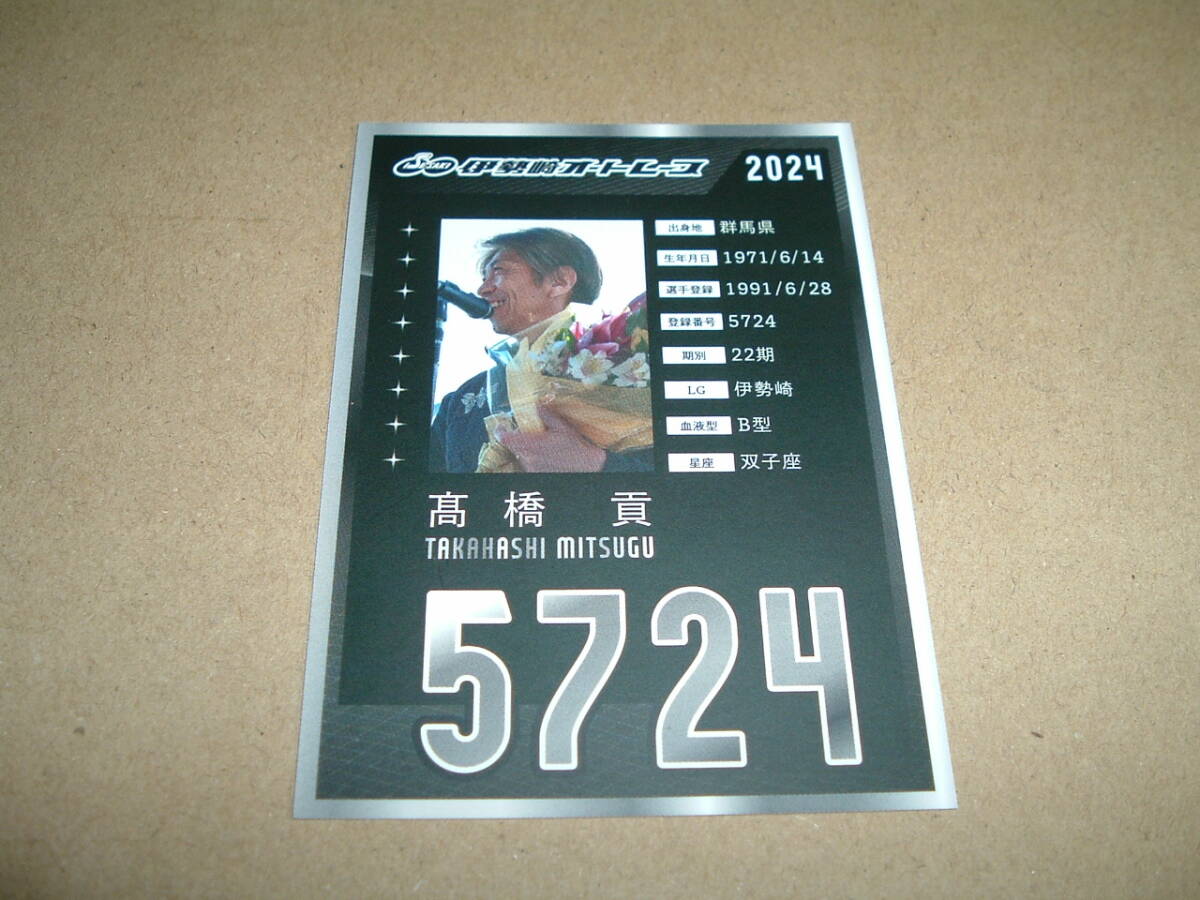 ISESAKI 伊勢崎オートレース 2024
出身地 群馬県
生年月日 1971/6/14
選手登録 1991/6/28
登録番号 5724
期別 22期
LG 伊勢崎
血液型 B型
星座 双子座
髙橋 貢
TAKAHASHI MITSUGU
5724